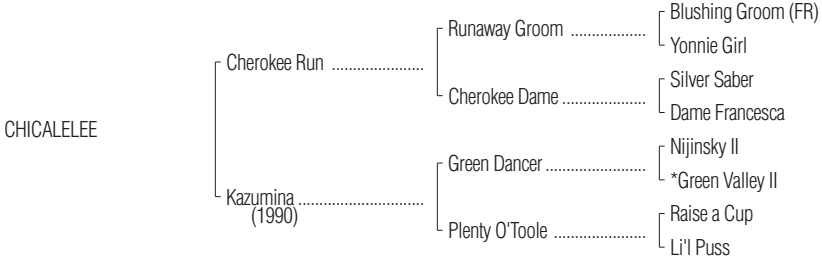 Blushing Groom (FR)
Runaway Groom ....................
Yonnie Girl
Cherokee Run ........................
Silver Saber
Cherokee Dame ......................
Dame Francesca
CHICALELEE
Nijinsky II
Green Dancer ..........................
*Green Valley II
Kazumina ................................
(1990)
Raise a Cup
Plenty O'Toole ........................
Li'l Puss